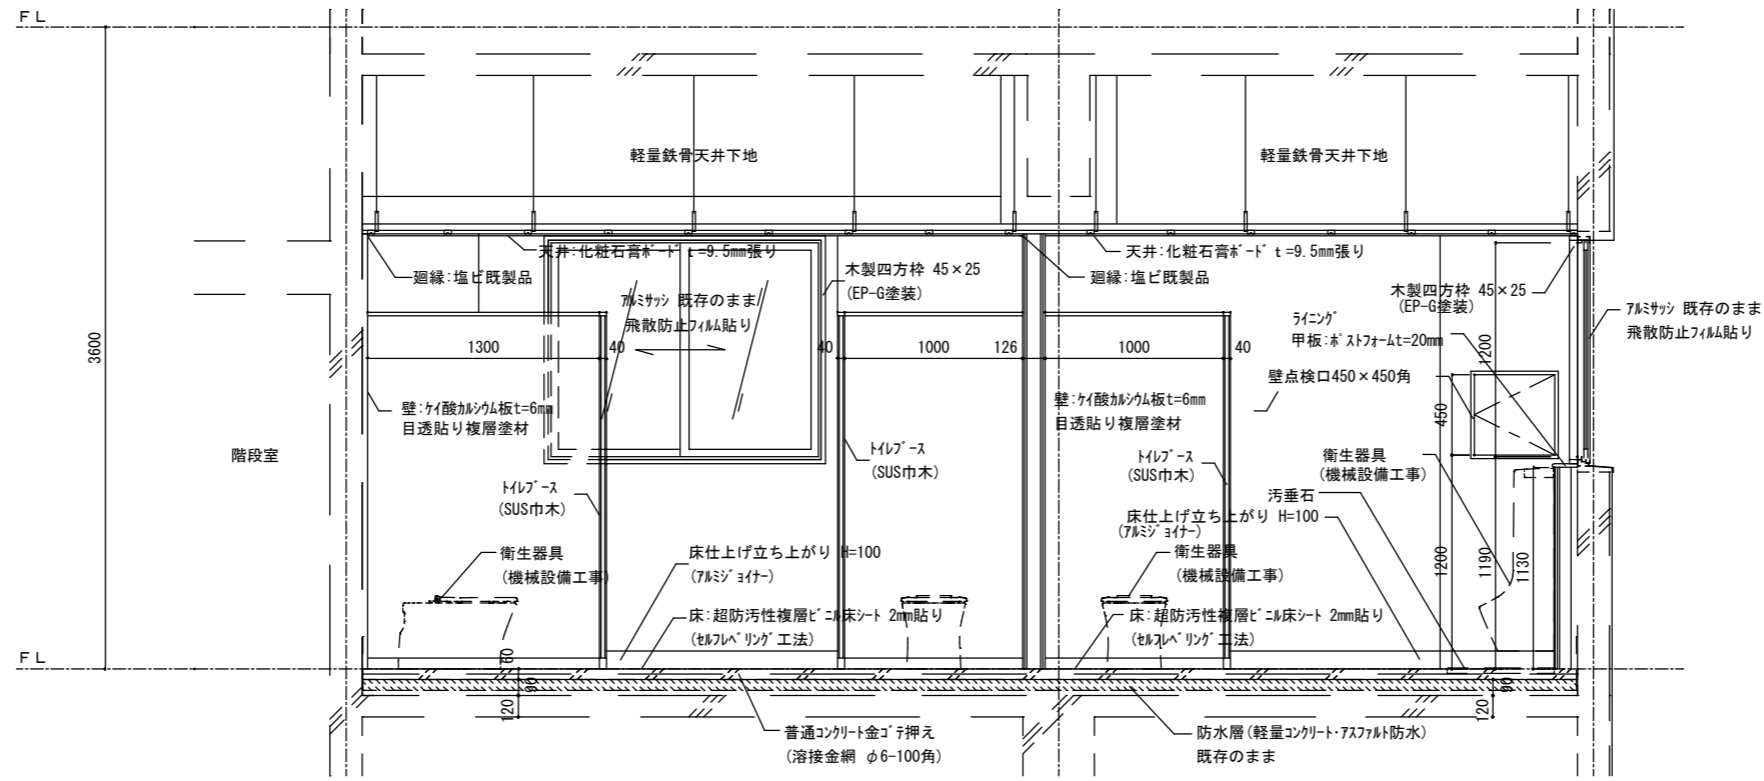 ＦＬ
3600
軽量鉄骨天井下地
軽量鉄骨天井下地
天井:化粧石膏ﾎﾞｰﾄﾞ t=9.5mm張り
廻縁:塩ビ既製品
木製四方枠 45×25
(EP-G塗装)
ｱﾙﾐｻｯｼ 既存のまま
飛散防止ﾌｨﾙﾑ貼り
天井:化粧石膏ﾎﾞｰﾄﾞ t=9.5mm張り
廻縁:塩ビ既製品
木製四方枠 45×25
(EP-G塗装)
ｱﾙﾐｻｯｼ 既存のまま
飛散防止ﾌｨﾙﾑ貼り
ﾗｲﾆﾝｸﾞ
甲板:ﾎﾟｽﾄﾌｫｰﾑt=20mm
1200
1300
40
40
1000
126
1000
40
壁点検口450×450角
450
壁:ｹｲ酸ｶﾙｼｳﾑ板t=6mm
目透貼り複層塗材
壁:ｹｲ酸ｶﾙｼｳﾑ板t=6mm
目透貼り複層塗材
階段室
ﾄｲﾚﾌﾞｰｽ
(SUS巾木)
ﾄｲﾚﾌﾞｰｽ
(SUS巾木)
ﾄｲﾚﾌﾞｰｽ
(SUS巾木)
衛生器具
(機械設備工事)
汚垂石
床仕上げ立ち上がり H=100
(ｱﾙﾐｼﾞｮｲﾅｰ)
衛生器具
(機械設備工事)
床仕上げ立ち上がり H=100
(ｱﾙﾐｼﾞｮｲﾅｰ)
衛生器具
(機械設備工事)
1200
1190
1130
床:超防汚性複層ﾋﾞﾆﾙ床ｼｰﾄ 2mm貼り
(ｾﾙﾌﾚﾍﾞﾘﾝｸﾞ工法)
床:超防汚性複層ﾋﾞﾆﾙ床ｼｰﾄ 2mm貼り
(ｾﾙﾌﾚﾍﾞﾘﾝｸﾞ工法)
ＦＬ
60
90
120
90
120
普通ｺﾝｸﾘｰﾄ金ｺﾞﾃ押え
(溶接金網 φ6-100角)
防水層(軽量ｺﾝｸﾘｰﾄ･ｱｽﾌｧﾙﾄ防水)
既存のまま